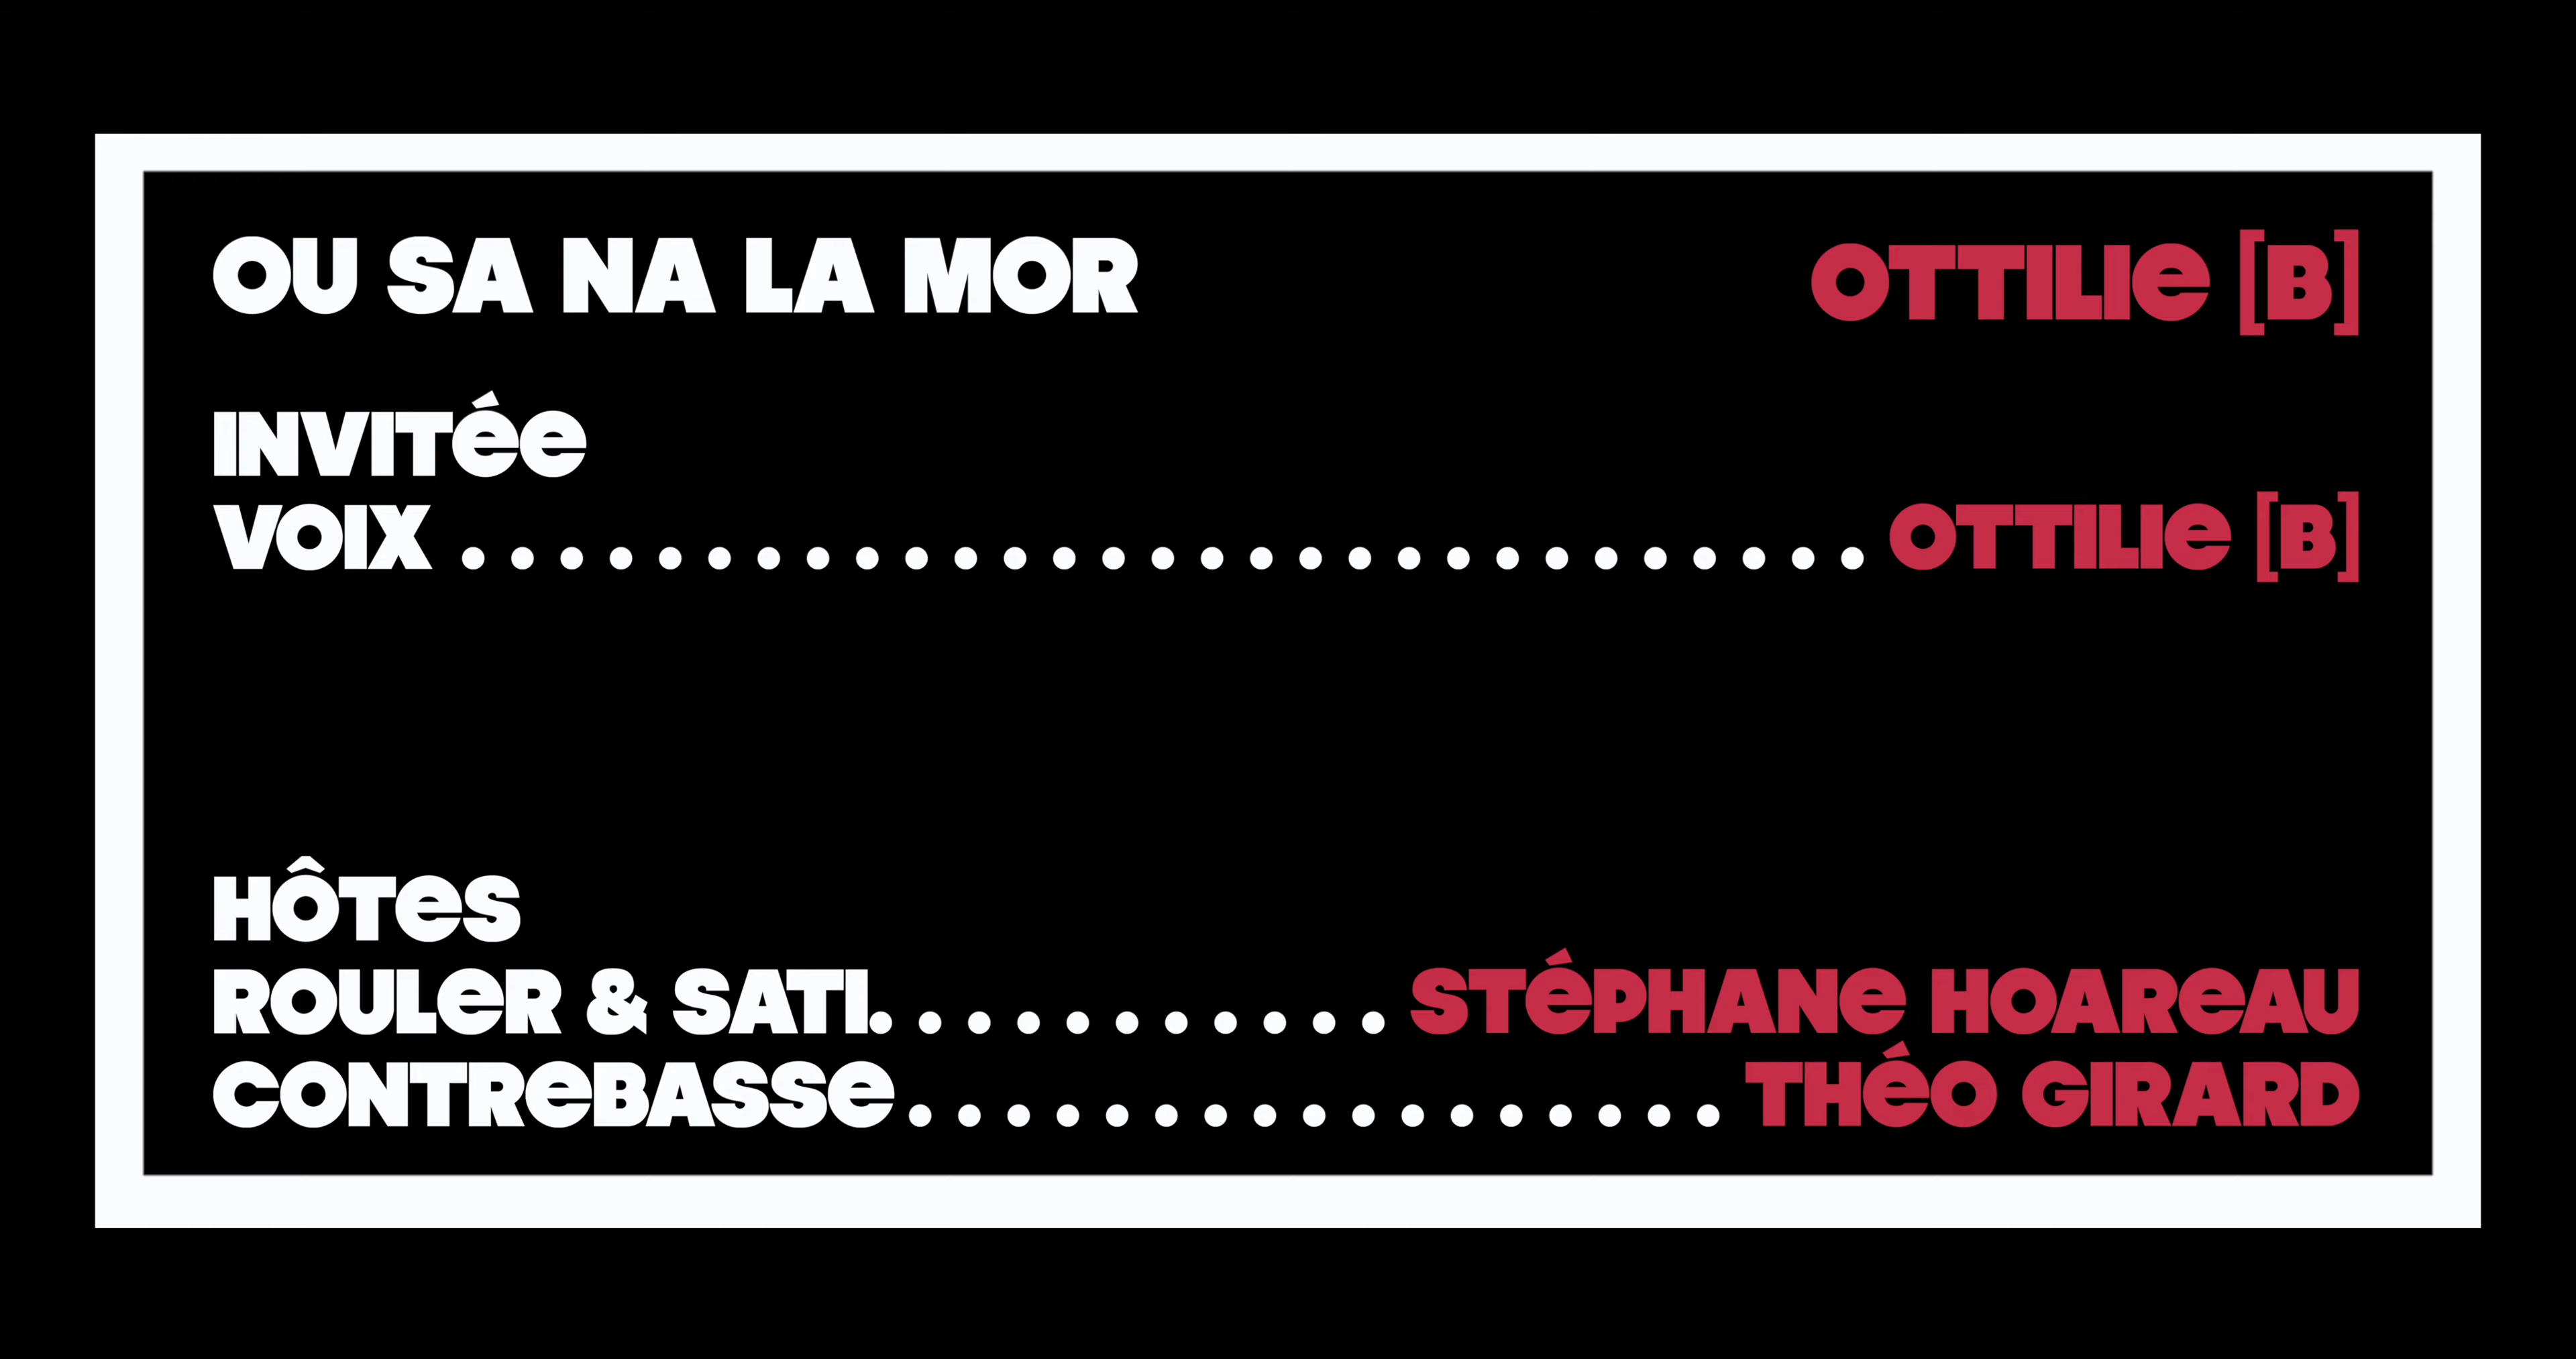 OU SA NA LA MOR OTTILIE [B]
INVITÉE
VOIX . . . . . . . . . . . . . . . . . . . . . . . . . . . . . OTTILIE [B]
HÔTES
ROULER & SATI. . . . . . . . . . . STÉPHANE HOAREAU
CONTREBASSE . . . . . . . . . . . . . . . . . THÉO GIRARD